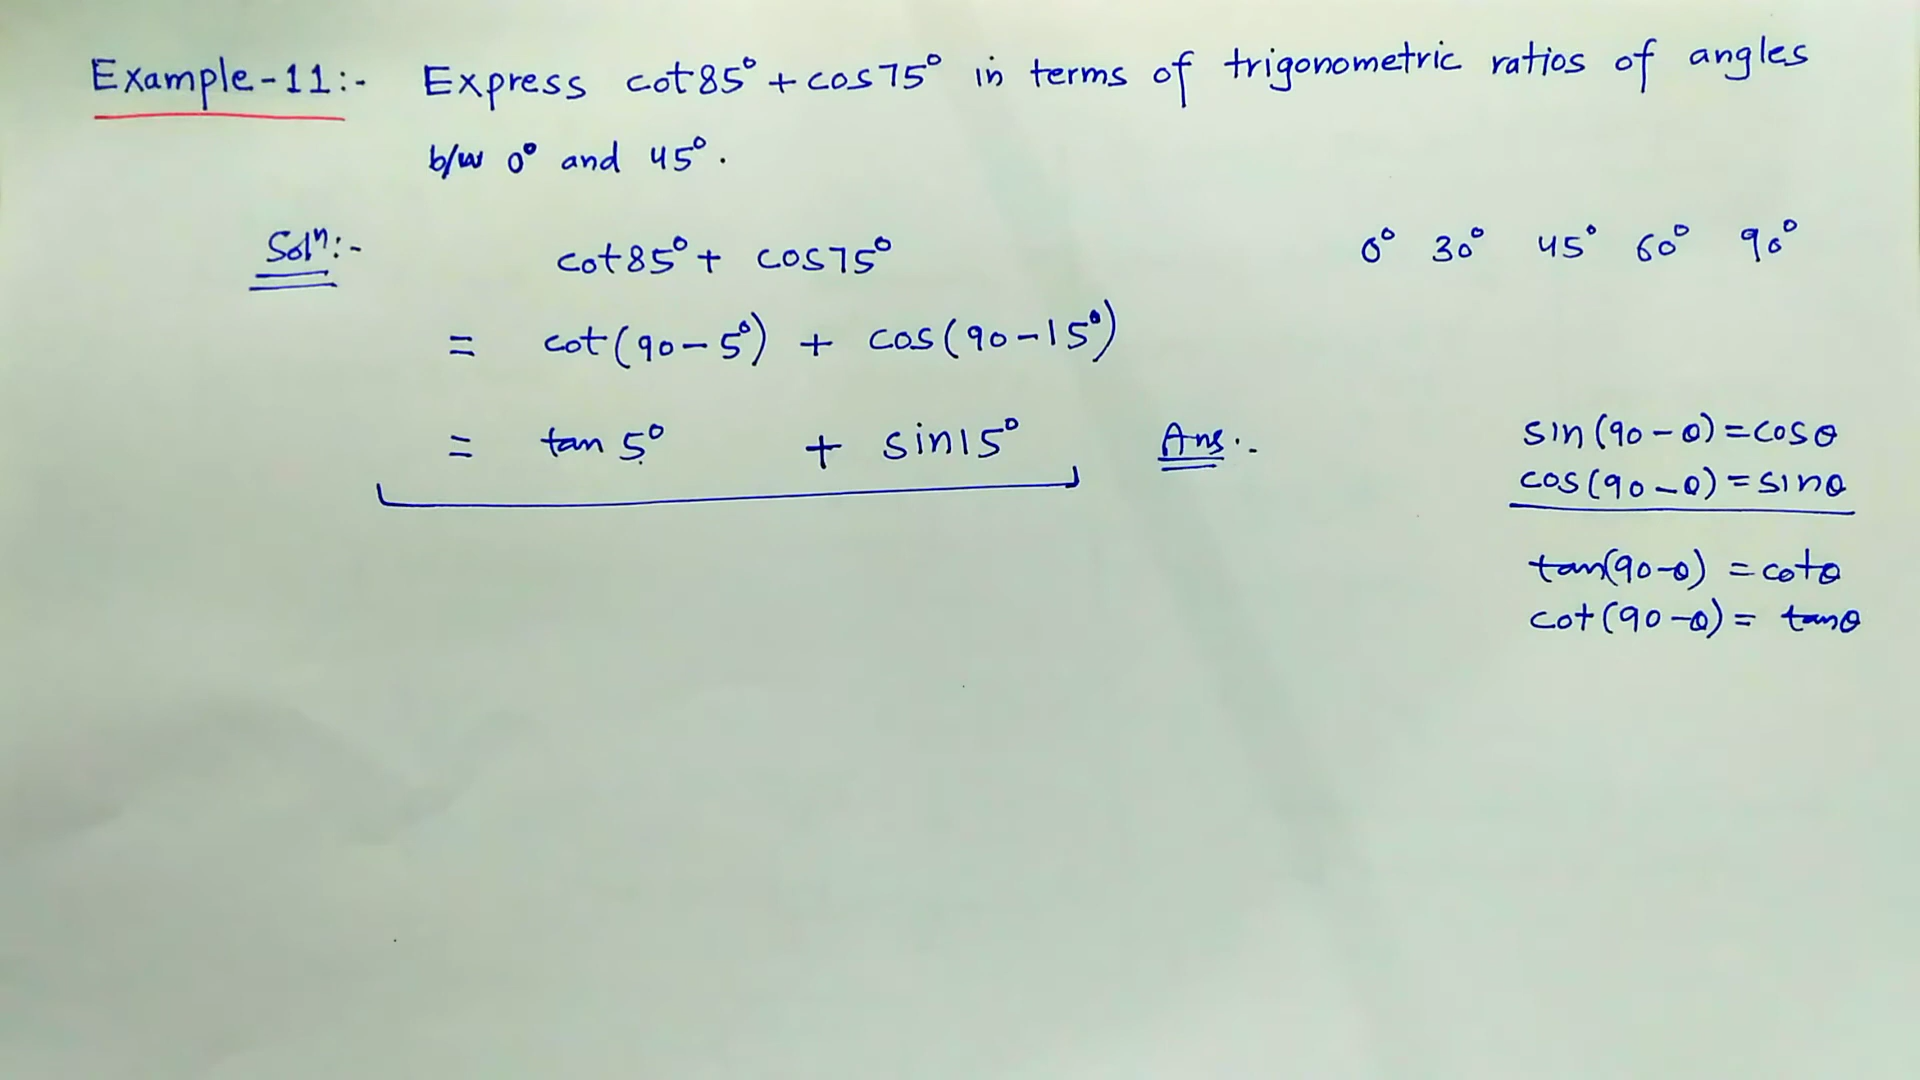 Example-11:- Express cot85° + cos75° in terms of trigonometric ratios of angles
b/w 0° and 45°.
Solⁿ:- cot85° + cos75°
0° 30° 45° 60° 90°
= cot(90-5°) + cos(90-15°)
= tan 5° + sin15° Ans:-
sin(90-θ)=cosθ
cos(90-θ)=sinθ
tan(90-θ) = cotθ
cot(90-θ) = tanθ